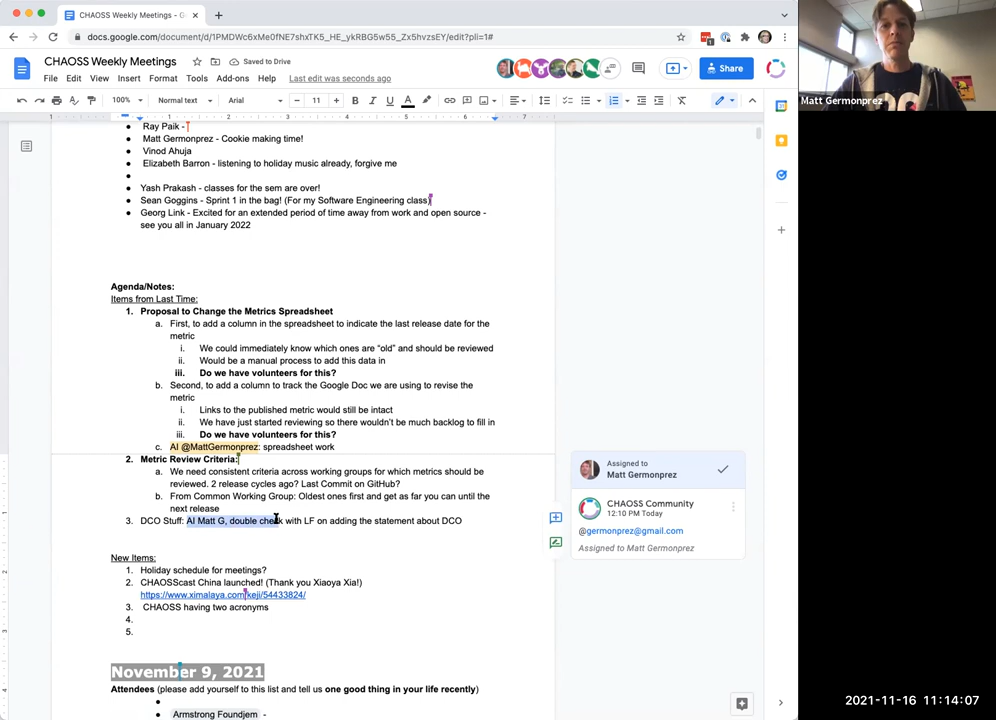 CHAOSS Weekly Meetings - G
docs.google.com/document/d/1PMDWc6xMe0fNE7shxTK5_HE_ykRBG5w55_Zx5hvzsEY/edit?pli=1#
CHAOSS Weekly Meetings
Saved to Drive
File Edit View Insert Format Tools Add-ons Help Last edit was seconds ago
Share
100% Normal text Arial 11
Matt Germonprez
Ray Paik -
Matt Germonprez - Cookie making time!
Vinod Ahuja
Elizabeth Barron - listening to holiday music already, forgive me
Yash Prakash - classes for the sem are over!
Sean Goggins - Sprint 1 in the bag! (For my Software Engineering class)
Georg Link - Excited for an extended period of time away from work and open source -
see you all in January 2022
Agenda/Notes:
Items from Last Time:
1. Proposal to Change the Metrics Spreadsheet
a. First, to add a column in the spreadsheet to indicate the last release date for the
metric
i. We could immediately know which ones are “old” and should be reviewed
ii. Would be a manual process to add this data in
iii. Do we have volunteers for this?
b. Second, to add a column to track the Google Doc we are using to revise the
metric
i. Links to the published metric would still be intact
ii. We have just started reviewing so there wouldn't be much backlog to fill in
iii. Do we have volunteers for this?
c. AI @MattGermonprez: spreadsheet work
2. Metric Review Criteria:
a. We need consistent criteria across working groups for which metrics should be
reviewed. 2 release cycles ago? Last Commit on GitHub?
b. From Common Working Group: Oldest ones first and get as far you can until the
next release
3. DCO Stuff: AI Matt G, double check with LF on adding the statement about DCO
New Items:
1. Holiday schedule for meetings?
2. CHAOSScast China launched! (Thank you Xiaoya Xia!)
https://www.ximalaya.com/keji/54433824/
3. CHAOSS having two acronyms
4.
5.
November 9, 2021
Attendees (please add yourself to this list and tell us one good thing in your life recently)
Armstrong Foundjem -
Assigned to
Matt Germonprez
CHAOSS Community
12:10 PM Today
@germonprez@gmail.com
Assigned to Matt Germonprez
2021-11-16 11:14:07